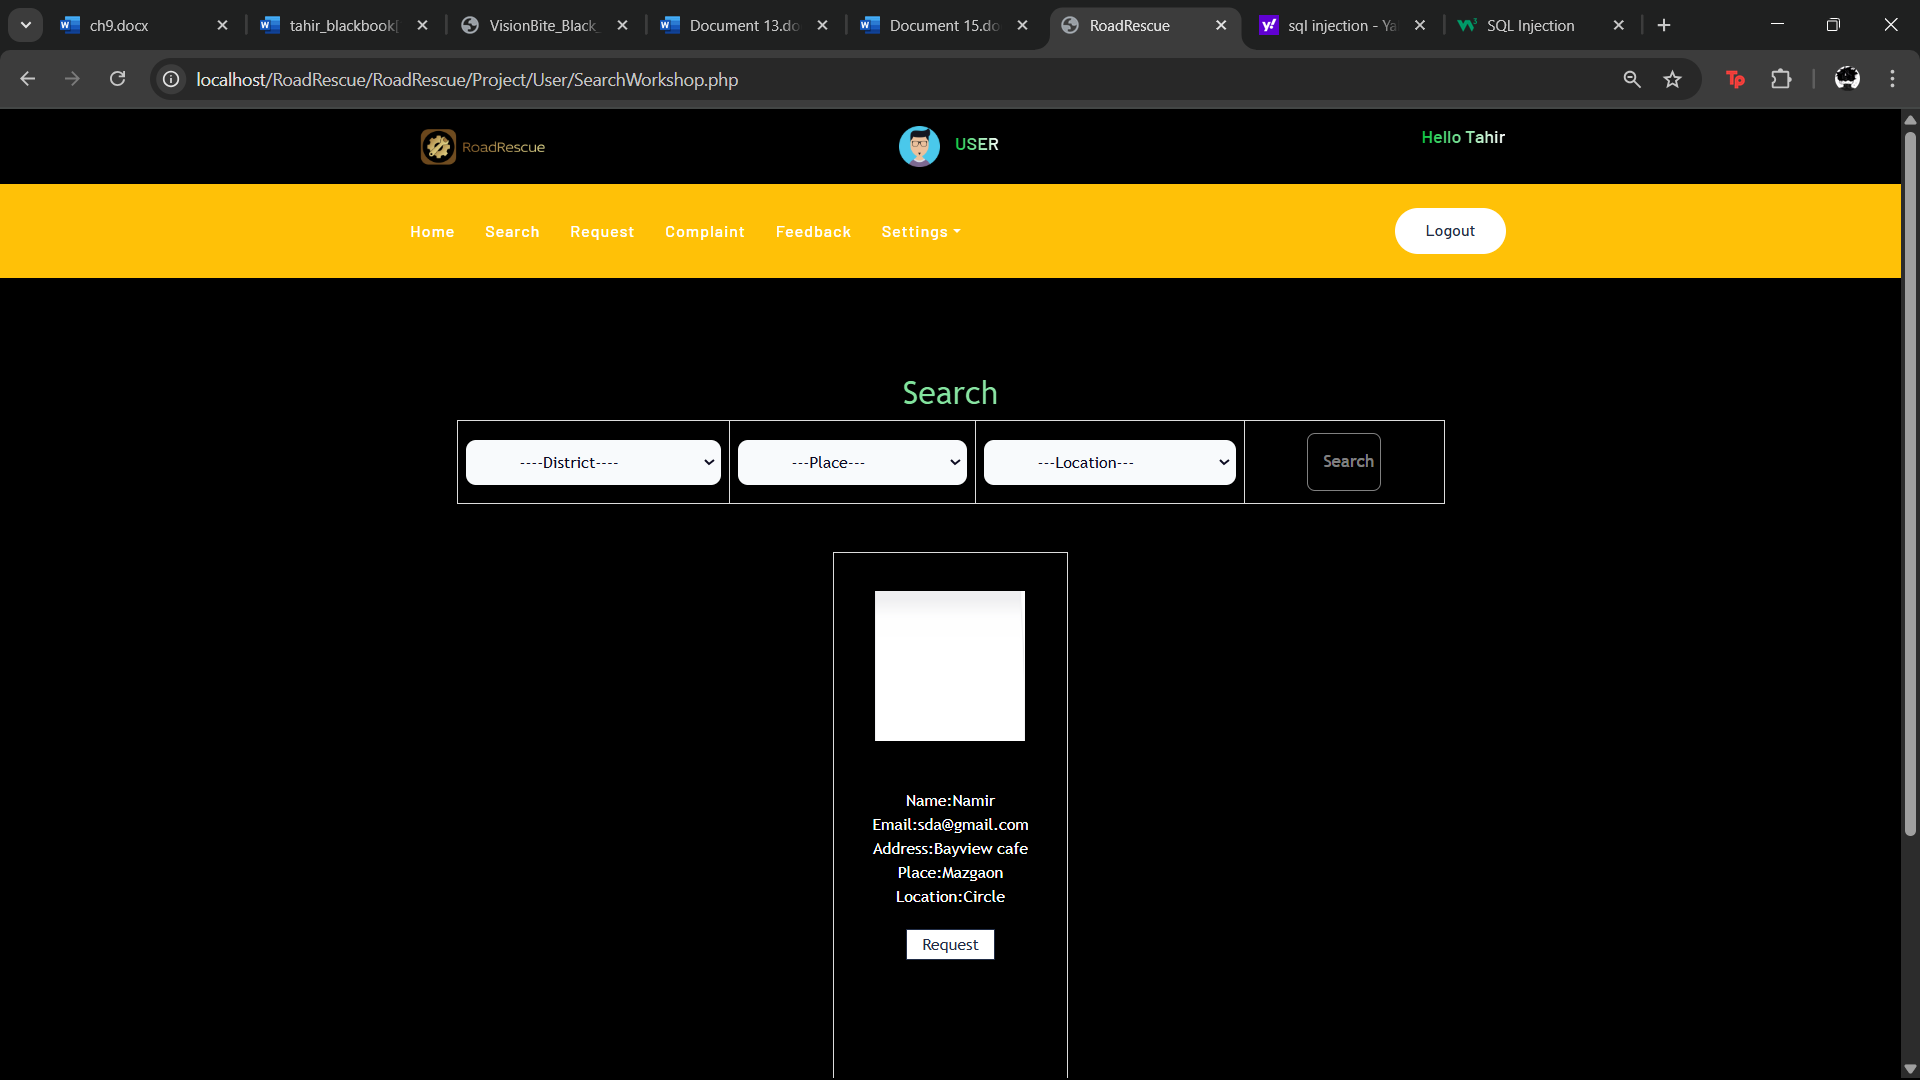 ch9.docx
tahir_blackbook[
VisionBite_Black_
Document 13.do
Document 15.do
RoadRescue
sql injection - Ya
SQL Injection
localhost/RoadRescue/RoadRescue/Project/User/SearchWorkshop.php
Tp
RoadRescue
USER
Hello Tahir
Home
Search
Request
Complaint
Feedback
Settings
Logout
Search
----District----
---Place---
---Location---
Search
Name:Namir
Email:sda@gmail.com
Address:Bayview cafe
Place:Mazgaon
Location:Circle
Request